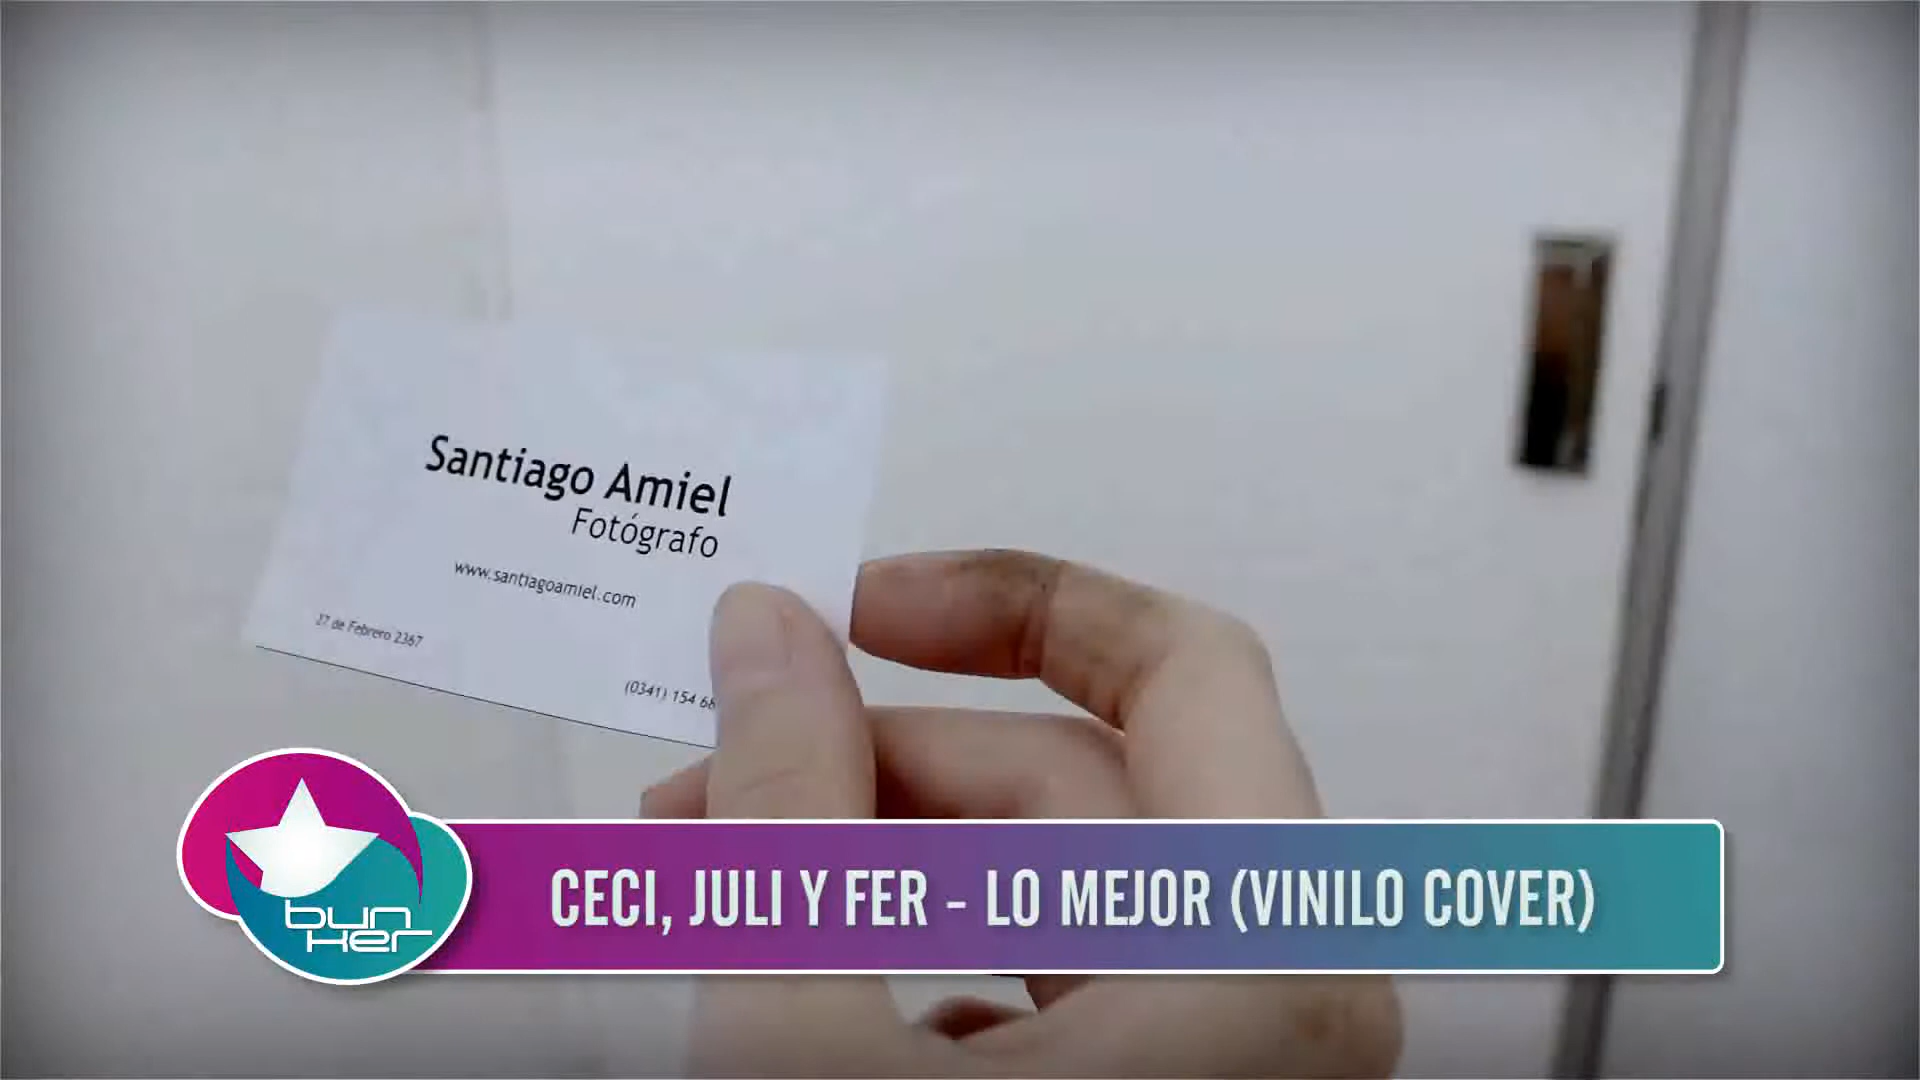 Santiago Amiel
Fotógrafo
www.santiagoamiel.com
27 de Febrero 2367
(0341) 154 68
bun
ker
CECI, JULI Y FER - LO MEJOR (VINILO COVER)